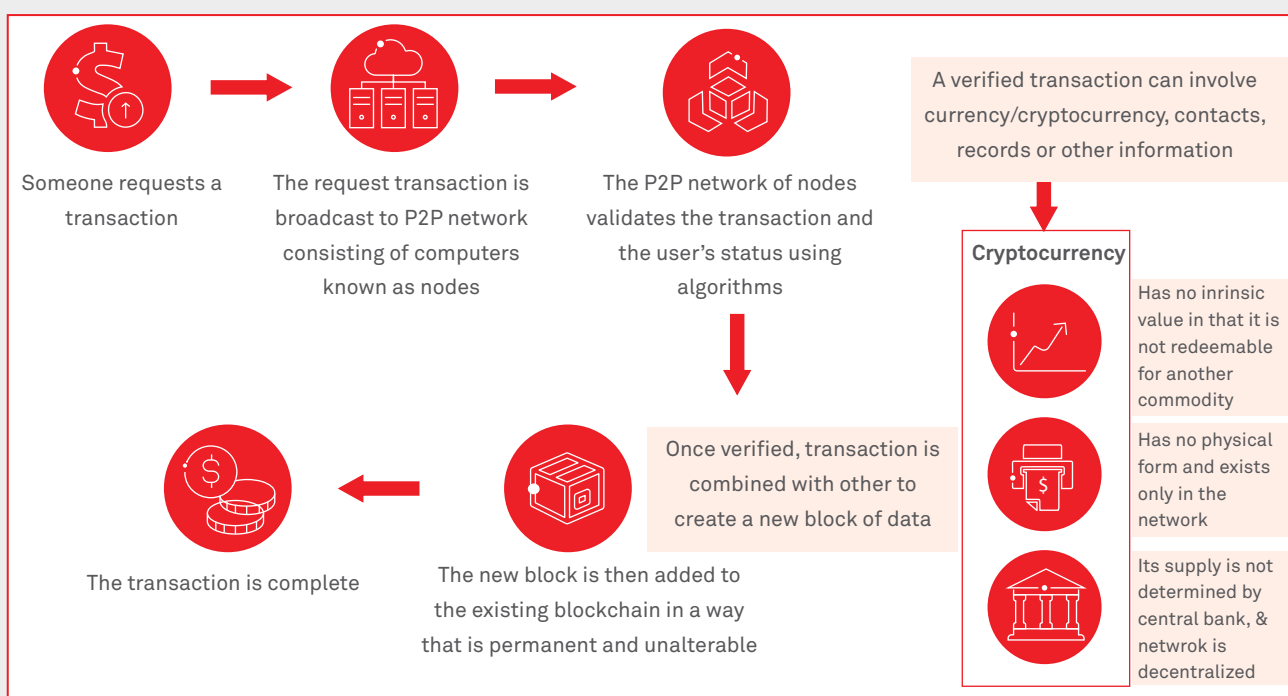 Someone requests a
transaction
The request transaction is
broadcast to P2P network
consisting of computers
known as nodes
The P2P network of nodes
validates the transaction and
the user's status using
algorithms
A verified transaction can involve
currency/cryptocurrency, contacts,
records or other information
Cryptocurrency
Has no inrinsic
value in that it is
not redeemable
for another
commodity
$
Has no physical
form and exists
only in the
network
Its supply is not
determined by
central bank, &
netwrok is
decentralized
Once verified, transaction is
combined with other to
create a new block of data
The new block is then added to
the existing blockchain in a way
that is permanent and unalterable
$
The transaction is complete